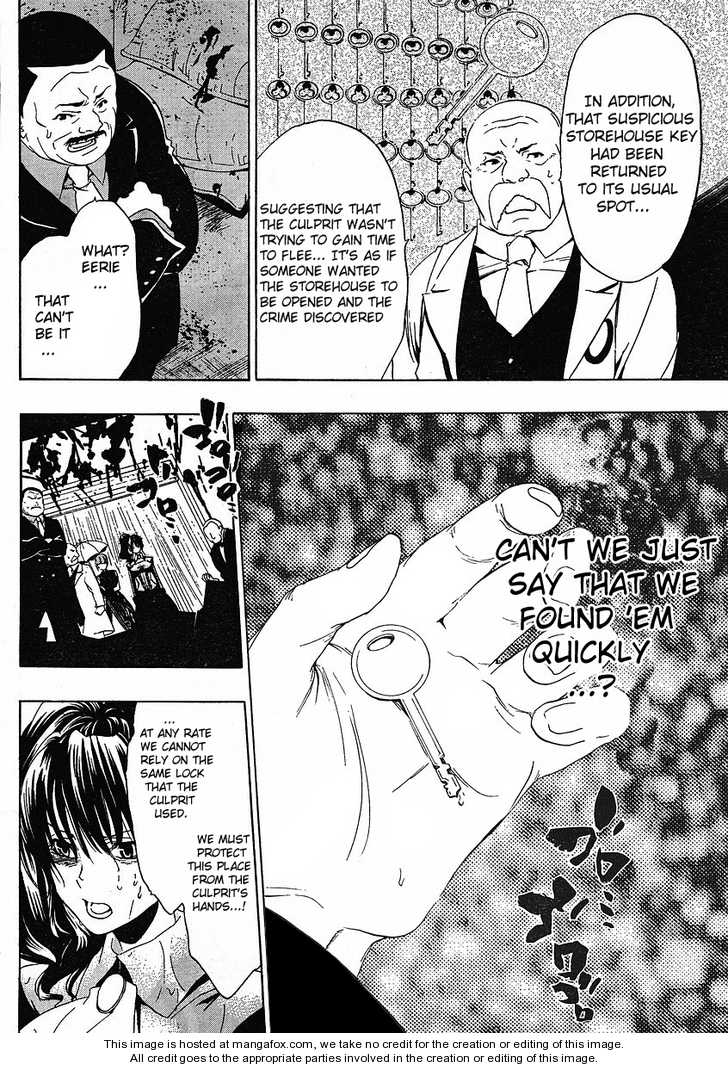 IN ADDITION,
THAT SUSPICIOUS
STOREHOUSE KEY
HAD BEEN
RETURNED
TO ITS USUAL
SPOT...
SUGGESTING THAT
THE CULPRIT WASN'T
TRYING TO GAIN TIME
TO FLEE... IT'S AS IF
SOMEONE WANTED
THE STOREHOUSE TO
BE OPENED AND THE
CRIME DISCOVERED
WHAT?
EERIE
...
THAT
CAN'T
BE IT
...
CAN'T WE JUST
SAY THAT WE
FOUND 'EM
QUICKLY
...?
...
AT ANY RATE
WE CANNOT
RELY ON THE
SAME LOCK
THAT THE
CULPRIT
USED.
WE MUST
PROTECT
THIS PLACE
FROM THE
CULPRIT'S
HANDS...!
This image is hosted at mangafox.com, we take no credit for the creation or editing of this image.
All credit goes to the appropriate parties involved in the creation or editing of this image.